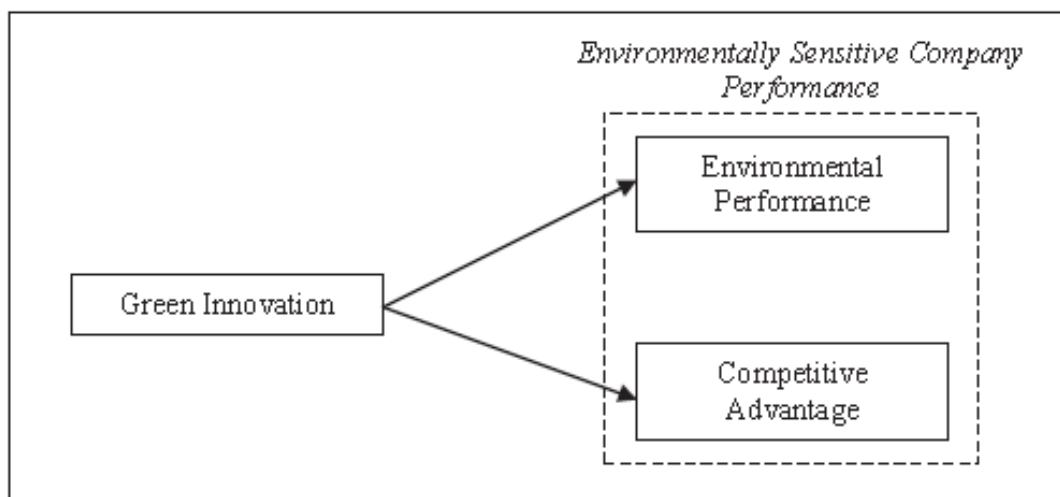 Environmentally Sensitive Company
Performance
Environmental
Performance
Green Innovation
Competitive
Advantage